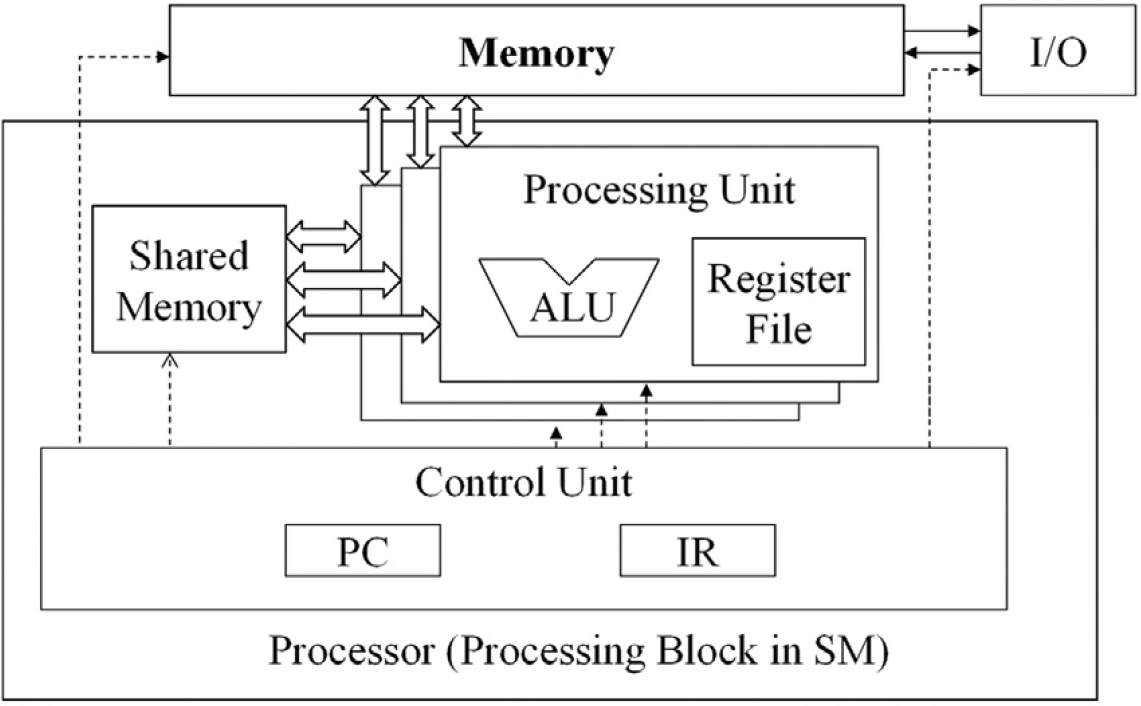 Memory
I/O
Processing Unit
Shared
Memory
ALU
Register
File
Control Unit
PC
IR
Processor (Processing Block in SM)